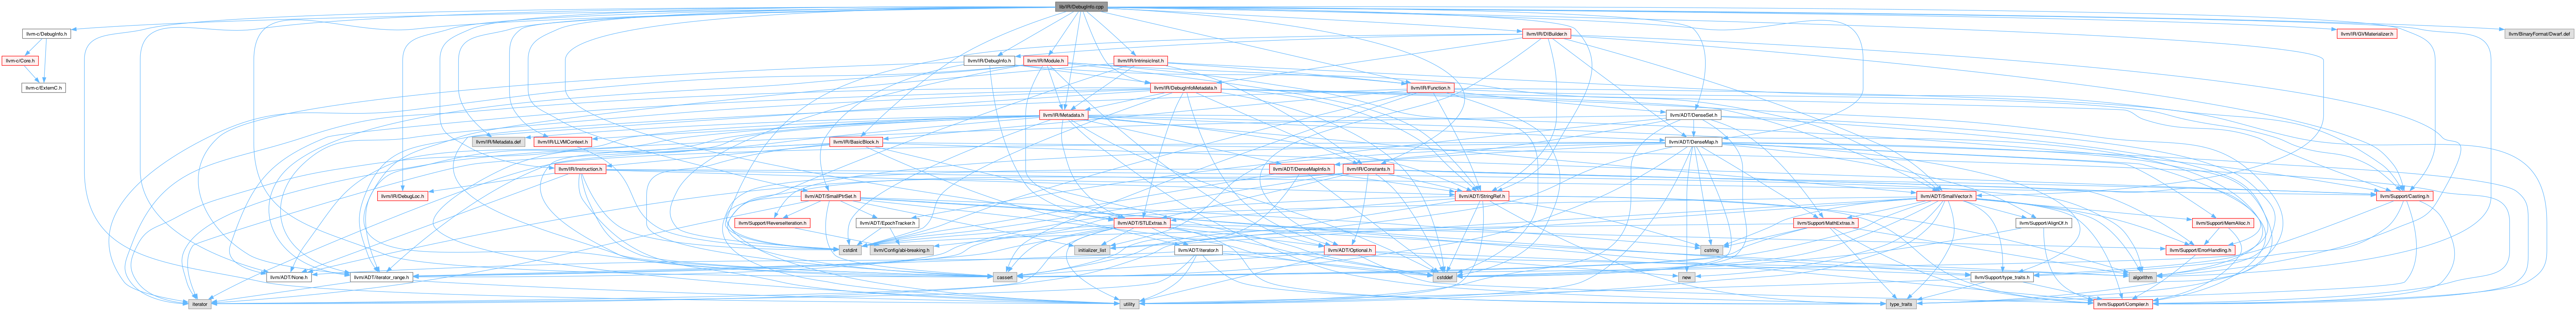 lib/IR/DebugInfo.cpp
llvm-c/DebugInfo.h
llvm/IR/DIBuilder.h
llvm/IR/GVMaterializer.h
llvm/BinaryFormat/Dwarf.def
llvm-c/Core.h
llvm/IR/DebugInfo.h
llvm/IR/Module.h
llvm/IR/IntrinsicInst.h
llvm-c/ExternC.h
llvm/IR/DebugInfoMetadata.h
llvm/IR/Function.h
llvm/IR/Metadata.h
llvm/ADT/DenseSet.h
llvm/IR/Metadata.def
llvm/IR/LLVMContext.h
llvm/IR/BasicBlock.h
llvm/ADT/DenseMap.h
llvm/IR/Instruction.h
llvm/ADT/DenseMapInfo.h
llvm/IR/Constants.h
llvm/IR/DebugLoc.h
llvm/ADT/SmallPtrSet.h
llvm/ADT/StringRef.h
llvm/ADT/SmallVector.h
llvm/Support/Casting.h
llvm/Support/ReverseIteration.h
llvm/ADT/EpochTracker.h
llvm/ADT/STLExtras.h
llvm/Support/MathExtras.h
llvm/Support/AlignOf.h
llvm/Support/MemAlloc.h
cstdint
llvm/Config/abi-breaking.h
initializer_list
llvm/ADT/iterator.h
llvm/ADT/Optional.h
cstring
llvm/Support/ErrorHandling.h
llvm/ADT/None.h
llvm/ADT/iterator_range.h
cassert
cstddef
new
llvm/Support/type_traits.h
algorithm
iterator
utility
type_traits
llvm/Support/Compiler.h